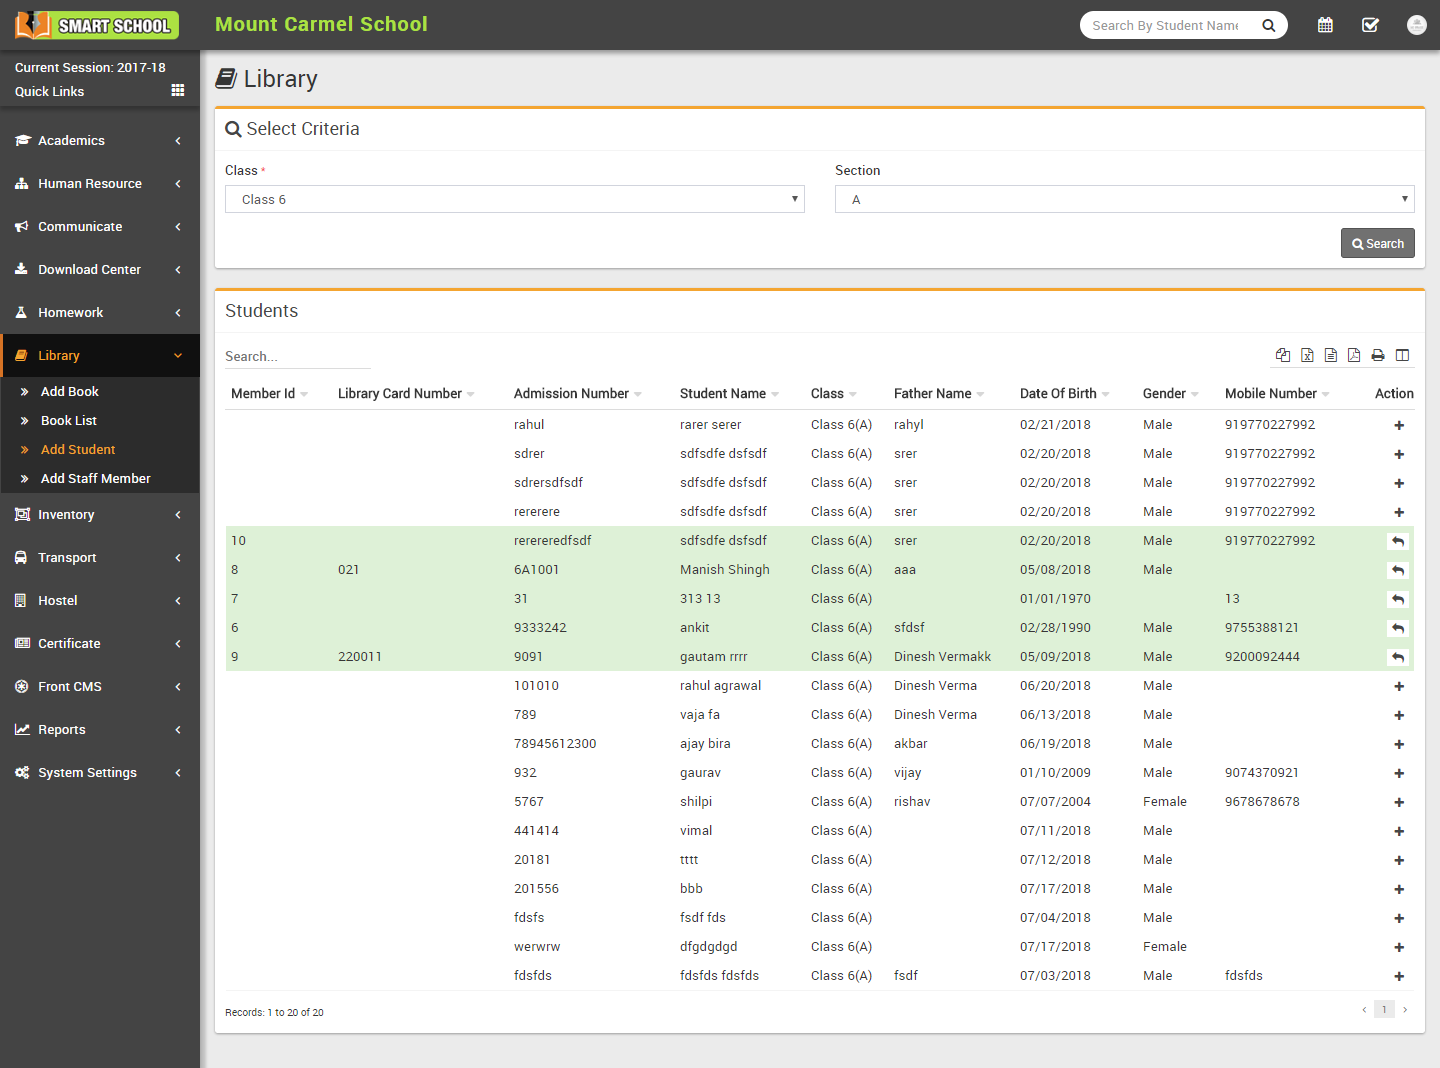 SMART SCHOOL
Mount Carmel School
Search By Student Name
Current Session: 2017-18
Quick Links
Academics
Human Resource
Communicate
Download Center
Homework
Library
Add Book
Book List
Add Student
Add Staff Member
Inventory
Transport
Hostel
Certificate
Front CMS
Reports
System Settings
Library
Select Criteria
Class * Section
Class 6 A
Search
Students
Search...
Member Id Library Card Number Admission Number Student Name Class Father Name Date Of Birth Gender Mobile Number Action
rahul rarer serer Class 6(A) rahyl 02/21/2018 Male 919770227992
sdrer sdfsdfe dsfsdf Class 6(A) srer 02/20/2018 Male 919770227992
sdrersdfsdf sdfsdfe dsfsdf Class 6(A) srer 02/20/2018 Male 919770227992
rererere sdfsdfe dsfsdf Class 6(A) srer 02/20/2018 Male 919770227992
10 rerereredfsdf sdfsdfe dsfsdf Class 6(A) srer 02/20/2018 Male 919770227992
8 021 6A1001 Manish Shingh Class 6(A) aaa 05/08/2018 Male
7 31 313 13 Class 6(A) 01/01/1970 13
6 9333242 ankit Class 6(A) sfdsf 02/28/1990 Male 9755388121
9 220011 9091 gautam rrrr Class 6(A) Dinesh Vermakk 05/09/2018 Male 9200092444
101010 rahul agrawal Class 6(A) Dinesh Verma 06/20/2018 Male
789 vaja fa Class 6(A) Dinesh Verma 06/13/2018 Male
78945612300 ajay bira Class 6(A) akbar 06/19/2018 Male
932 gaurav Class 6(A) vijay 01/10/2009 Male 9074370921
5767 shilpi Class 6(A) rishav 07/07/2004 Female 9678678678
441414 vimal Class 6(A) 07/11/2018 Male
20181 tttt Class 6(A) 07/12/2018 Male
201556 bbb Class 6(A) 07/17/2018 Male
fdsfs fsdf fds Class 6(A) 07/04/2018 Male
werwrw dfgdgdgd Class 6(A) 07/17/2018 Female
fdsfds fdsfds fdsfds Class 6(A) fsdf 07/03/2018 Male fdsfds
Records: 1 to 20 of 20
1